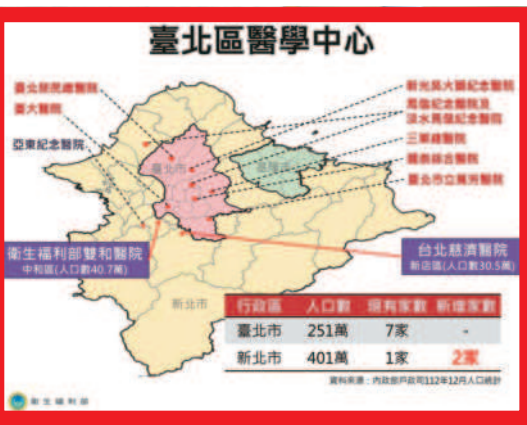 臺北區醫學中心
臺北榮民總醫院
臺大醫院
亞東紀念醫院
新光吳火獅紀念醫院
馬偕紀念醫院及
淡水馬偕紀念醫院
三軍總醫院
國泰綜合醫院
臺北市立萬芳醫院
臺北市
基隆市
衛生福利部雙和醫院
中和區(人口數40.7萬)
台北慈濟醫院
新店區(人口數30.5萬)
新北市
行政區 人口數 現有家數 新增家數
臺北市 251萬 7家 -
新北市 401萬 1家 2家
資料來源：內政部戶政司112年12月人口統計
衛生福利部